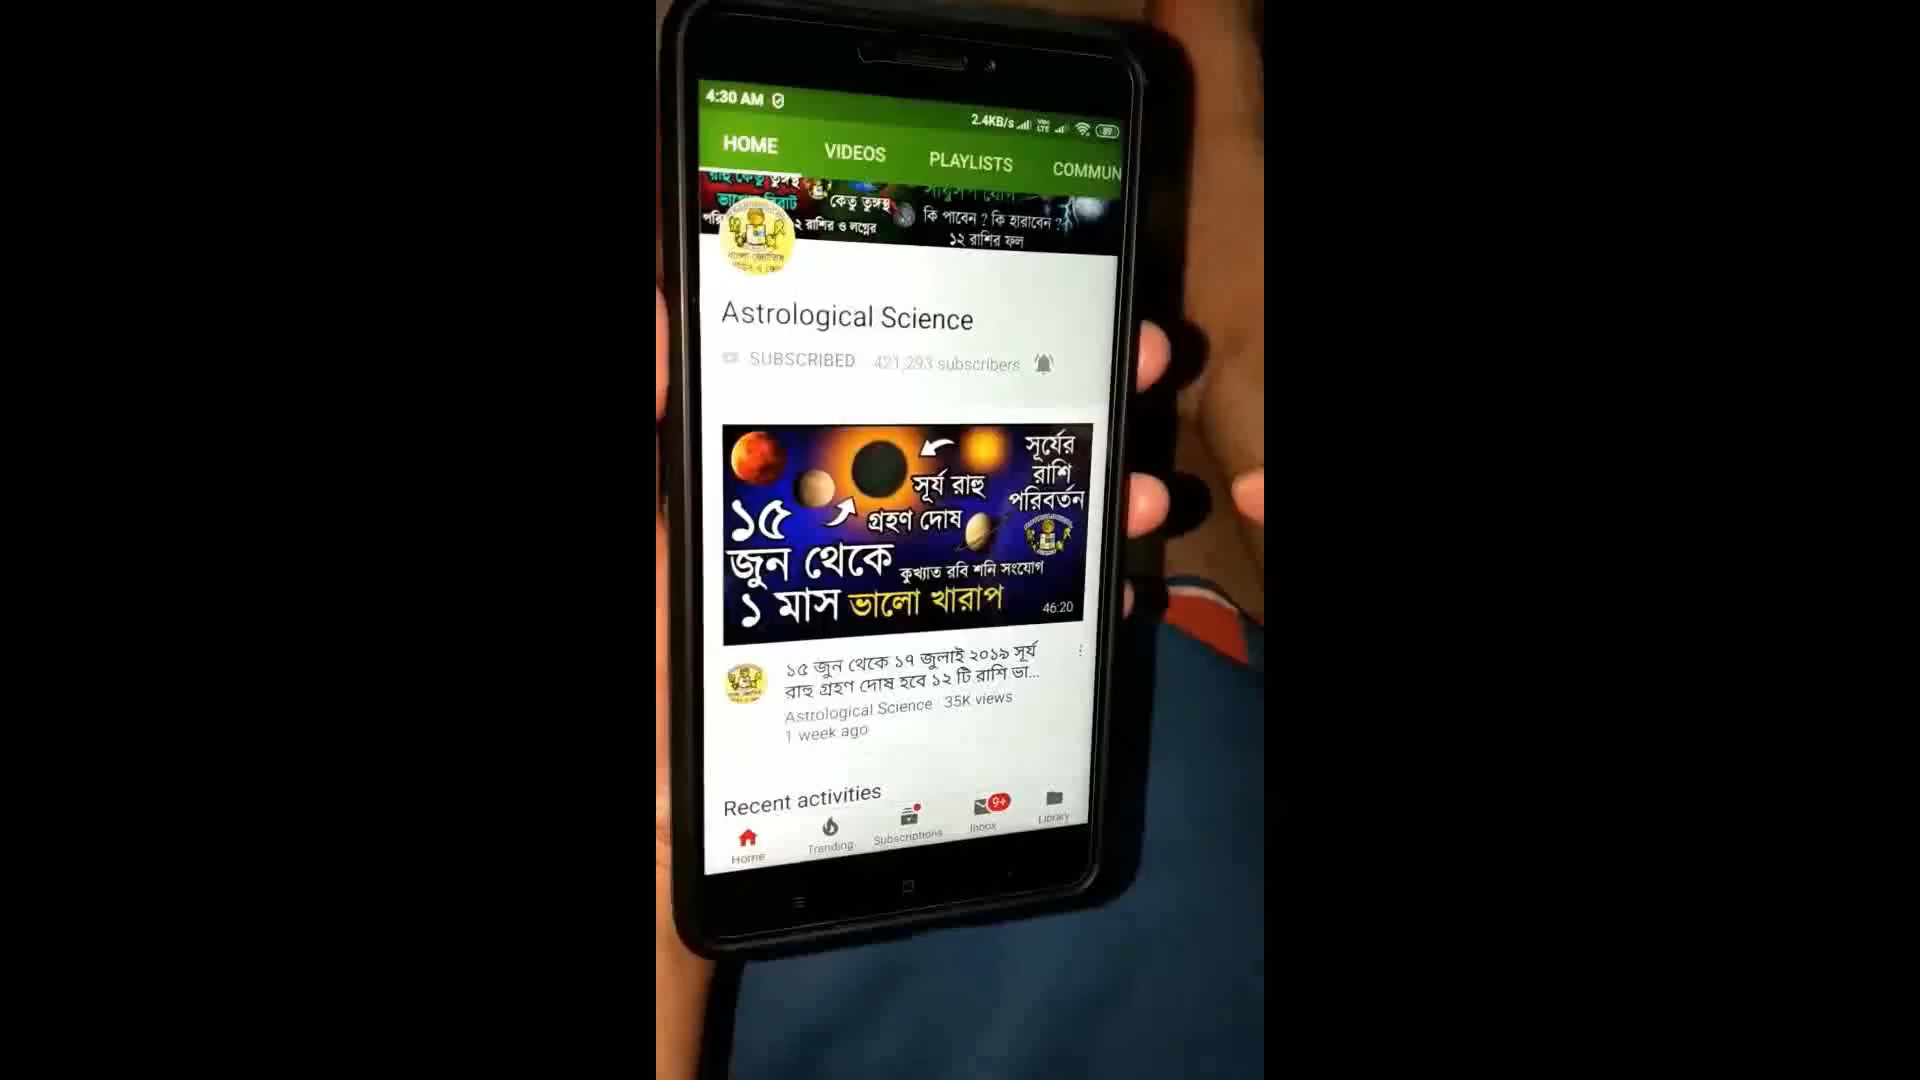 4:30 AM
2.4KB/s
HOME VIDEOS PLAYLISTS COMMUN
কেতু তুঙ্গস্থ
কি পাবেন ? কি হারাবেন ?
২ রাশির ও লগ্নের
১২ রাশির ফল
Astrological Science
SUBSCRIBED 421,293 subscribers
সূর্যের
রাশি
পরিবর্তন
সূর্য রাহু
গ্রহণ দোষ
১৫
জুন থেকে
কুখ্যাত রবি শনি সংযোগ
১ মাস ভালো খারাপ
46:20
১৫ জুন থেকে ১৭ জুলাই ২০১৯ সূর্য
রাহু গ্রহণ দোষ হবে ১২ টি রাশি ভা...
Astrological Science 35K views
1 week ago
Recent activities
9+
Home Trending Subscriptions Inbox Library